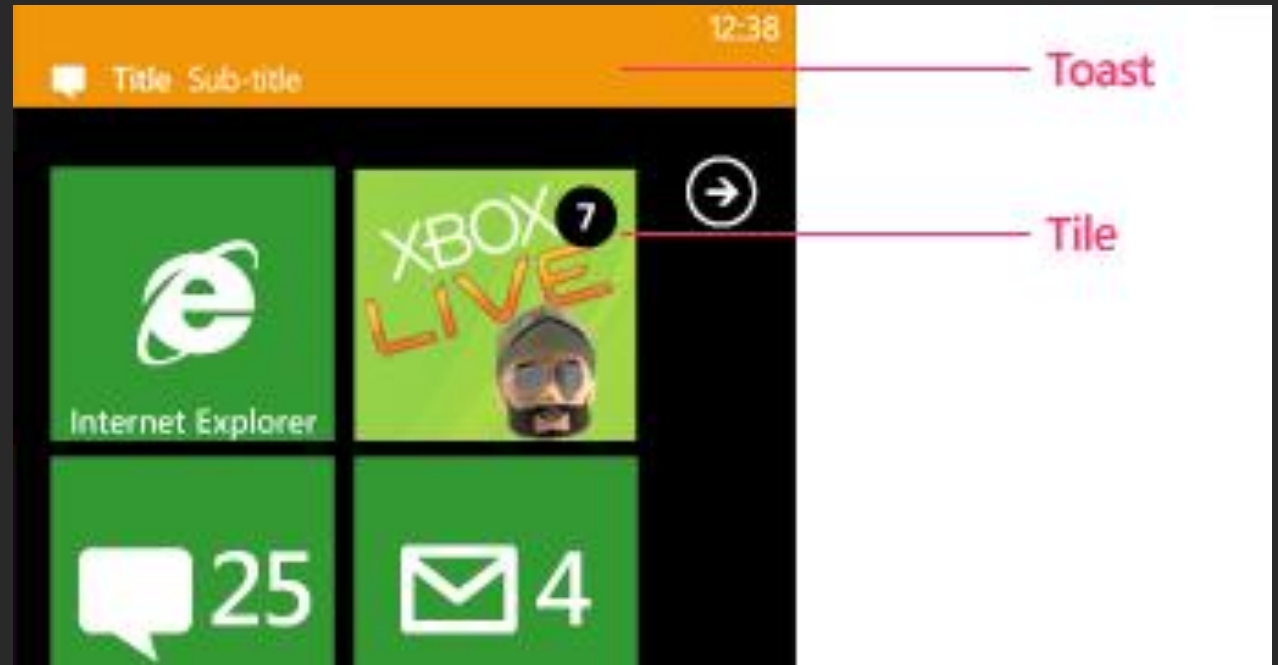 12:38
Title Sub-title
Toast
XBOX 7
LIVE
Tile
Internet Explorer
25 4